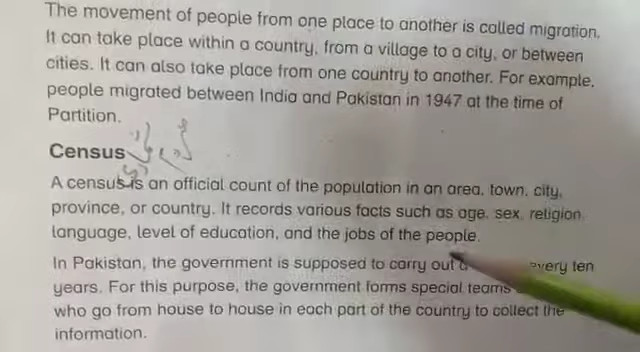 The movement of people from one place to another is called migration.
It can take place within a country, from a village to a city, or between
cities. It can also take place from one country to another. For example,
people migrated between India and Pakistan in 1947 at the time of
Partition.
Census
A census is an official count of the population in an area, town, city,
province, or country. It records various facts such as age, sex, religion
language, level of education, and the jobs of the people.
In Pakistan, the government is supposed to carry out every ten
years. For this purpose, the government forms special teams
who go from house to house in each part of the country to collect the
information.